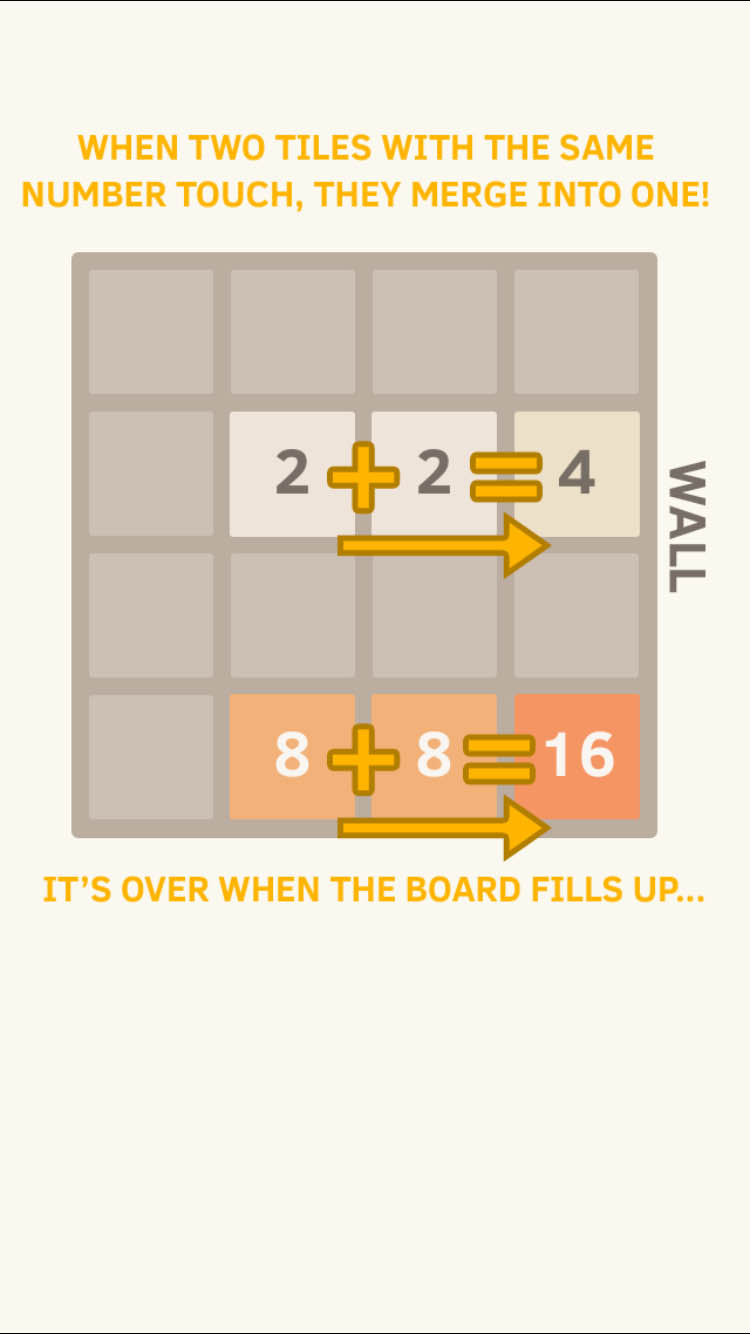 WHEN TWO TILES WITH THE SAME
NUMBER TOUCH, THEY MERGE INTO ONE!
2 + 2 = 4
WALL
8 + 8 = 16
IT’S OVER WHEN THE BOARD FILLS UP...